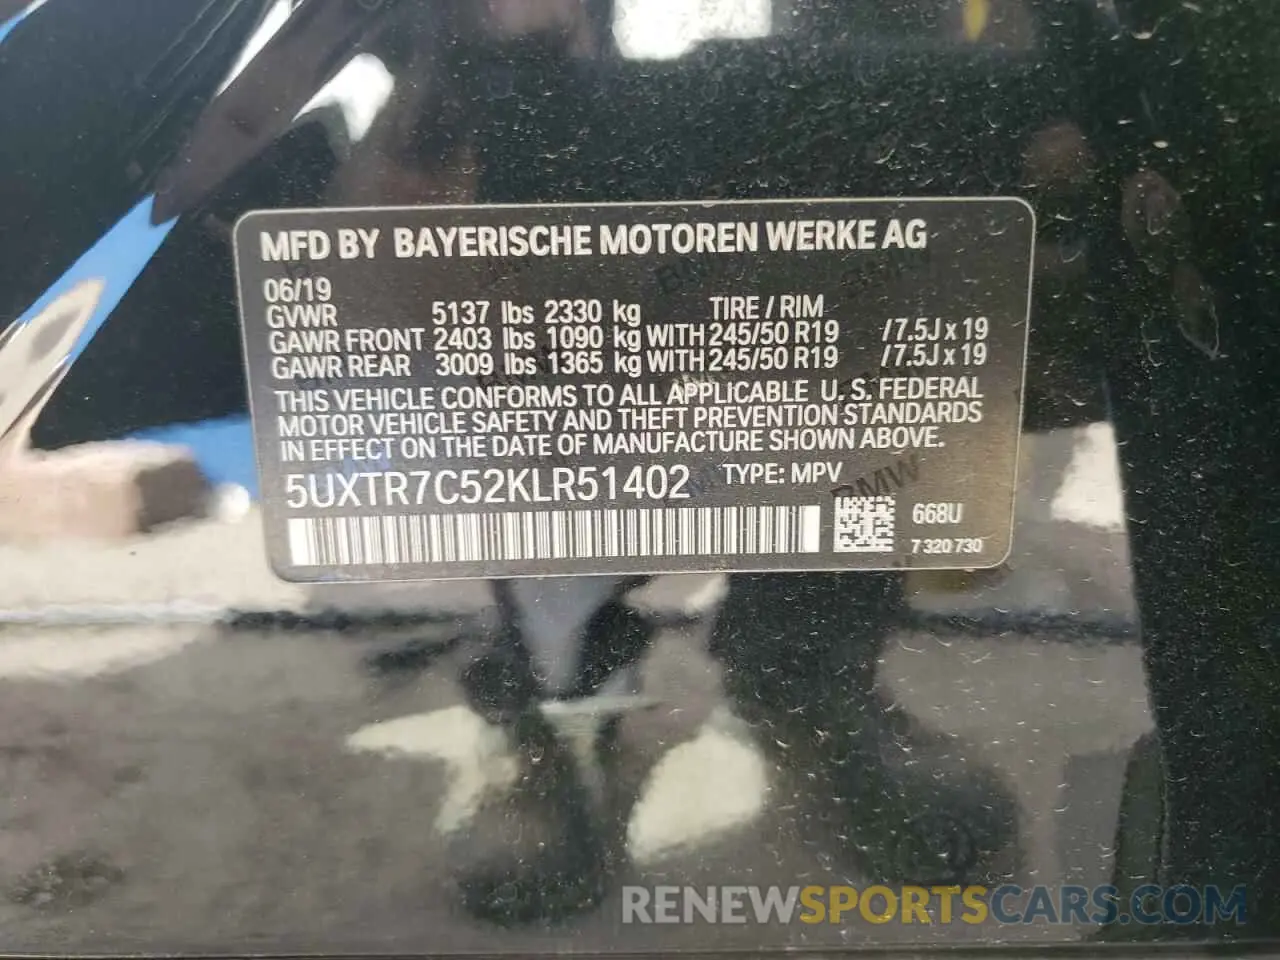 MFD BY BAYERISCHE MOTOREN WERKE AG
06/19
GVWR 5137 lbs 2330 kg TIRE / RIM
GAWR FRONT 2403 lbs 1090 kg WITH 245/50 R19 /7.5J x 19
GAWR REAR 3009 lbs 1365 kg WITH 245/50 R19 /7.5J x 19
THIS VEHICLE CONFORMS TO ALL APPLICABLE U. S. FEDERAL
MOTOR VEHICLE SAFETY AND THEFT PREVENTION STANDARDS
IN EFFECT ON THE DATE OF MANUFACTURE SHOWN ABOVE.
5UXTR7C52KLR51402 TYPE: MPV
668U
7 320 730
RENEWSPORTSCARS.COM